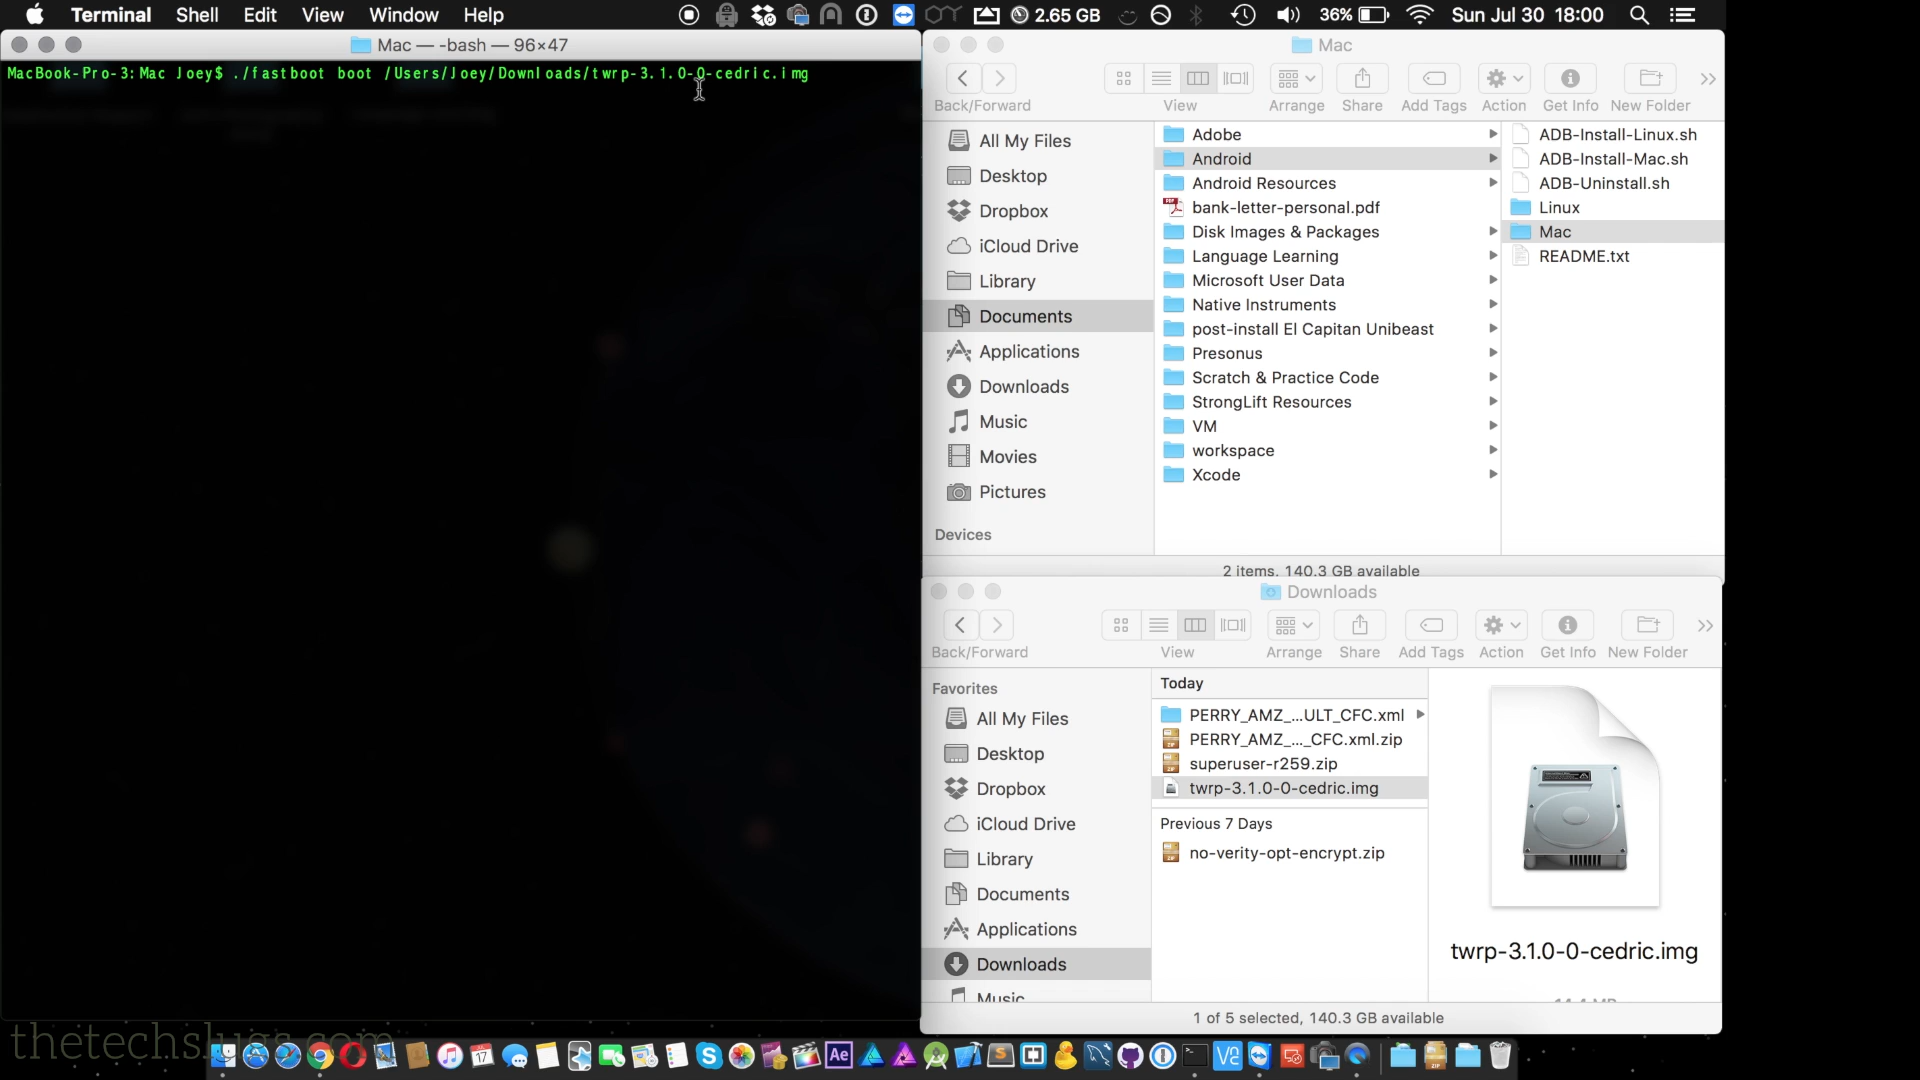 Terminal Shell Edit View Window Help 2.65 GB 36% Sun Jul 30 18:00
Mac — -bash — 96×47
MacBook-Pro-3:Mac Joey$ ./fastboot boot /Users/Joey/Downloads/twrp-3.1.0-0-cedric.img
Mac
Back/Forward View Arrange Share Add Tags Action Get Info New Folder
All My Files
Desktop
Dropbox
iCloud Drive
Library
Documents
Applications
Downloads
Music
Movies
Pictures
Devices
Adobe
Android
Android Resources
bank-letter-personal.pdf
Disk Images & Packages
Language Learning
Microsoft User Data
Native Instruments
post-install El Capitan Unibeast
Presonus
Scratch & Practice Code
StrongLift Resources
VM
workspace
Xcode
ADB-Install-Linux.sh
ADB-Install-Mac.sh
ADB-Uninstall.sh
Linux
Mac
README.txt
2 items, 140.3 GB available
Downloads
Back/Forward View Arrange Share Add Tags Action Get Info New Folder
Favorites
All My Files
Desktop
Dropbox
iCloud Drive
Library
Documents
Applications
Downloads
Music
Today
PERRY_AMZ_...ULT_CFC.xml
PERRY_AMZ_..._CFC.xml.zip
superuser-r259.zip
twrp-3.1.0-0-cedric.img
Previous 7 Days
no-verity-opt-encrypt.zip
twrp-3.1.0-0-cedric.img
1 of 5 selected, 140.3 GB available
thetechslugs.com
17
Ae